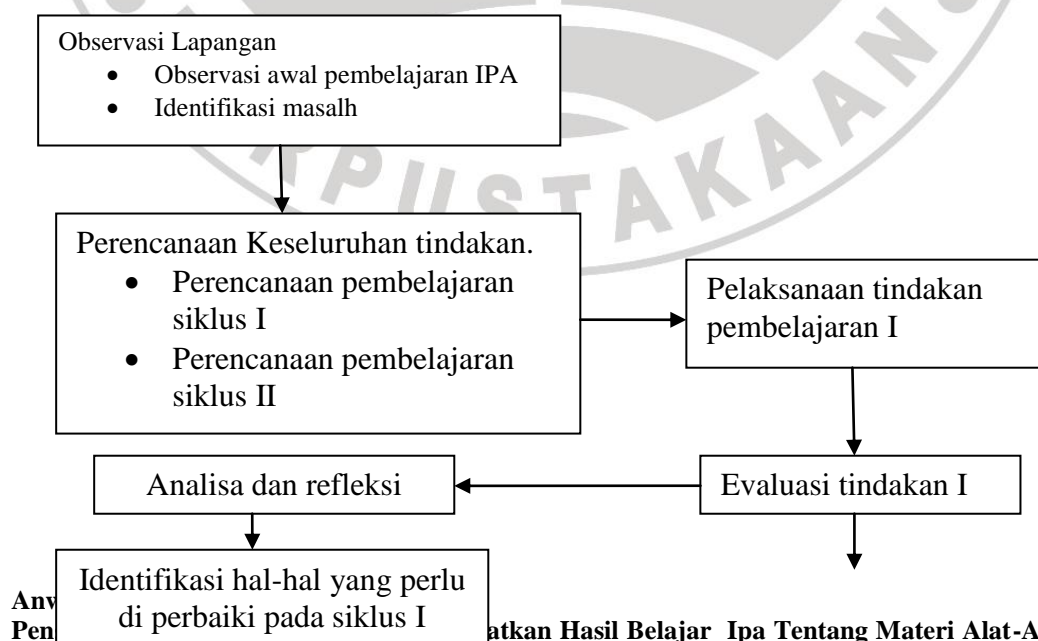 Observasi Lapangan
• Observasi awal pembelajaran IPA
• Identifikasi masalh
RPUSTAKAAN
Perencanaan Keseluruhan tindakan.
• Perencanaan pembelajaran
siklus I
• Perencanaan pembelajaran
siklus II
Pelaksanaan tindakan
pembelajaran I
Analisa dan refleksi
Evaluasi tindakan I
Identifikasi hal-hal yang perlu
di perbaiki pada siklus I
Hasil Belajar Ipa Tentang Materi